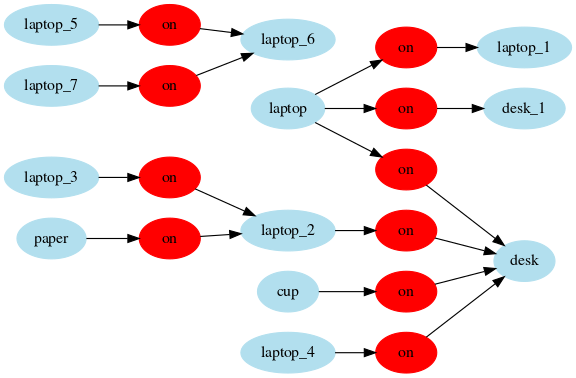 laptop_5 on laptop_6 on laptop_1
laptop_7 on laptop on desk_1
on
laptop_3 on
paper on laptop_2 on desk
cup on
laptop_4 on